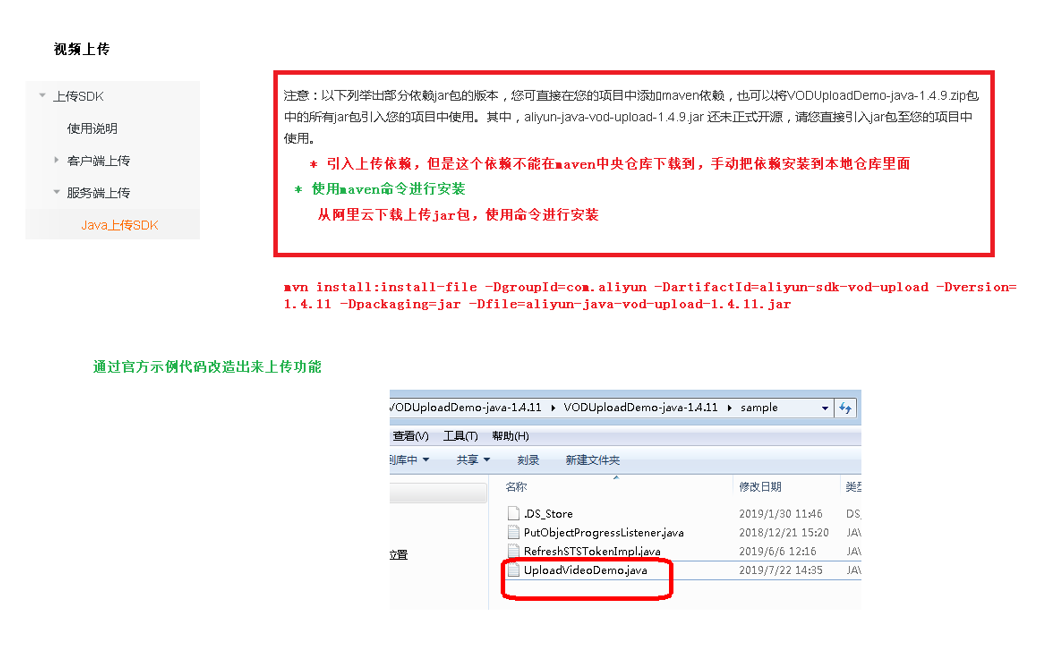 视频上传
上传SDK
使用说明
客户端上传
服务端上传
Java上传SDK
注意：以下列举出部分依赖jar包的版本，您可直接在您的项目中添加maven依赖，也可以将VODUploadDemo-java-1.4.9.zip包
中的所有jar包引入您的项目中使用。其中，aliyun-java-vod-upload-1.4.9.jar 还未正式开源，请您直接引入jar包至您的项目中
使用。
* 引入上传依赖，但是这个依赖不能在maven中央仓库下载到，手动把依赖安装到本地仓库里面
* 使用maven命令进行安装
从阿里云下载上传jar包，使用命令进行安装
mvn install:install-file -DgroupId=com.aliyun -DartifactId=aliyun-sdk-vod-upload -Dversion=
1.4.11 -Dpackaging=jar -Dfile=aliyun-java-vod-upload-1.4.11.jar
通过官方示例代码改造出来上传功能
VODUploadDemo-java-1.4.11 VODUploadDemo-java-1.4.11 sample
查看(V) 工具(T) 帮助(H)
到库中 共享 刻录 新建文件夹
名称 修改日期 类型
.DS_Store 2019/1/30 11:46 DS_
PutObjectProgressListener.java 2018/12/21 15:20 JAV
位置 RefreshSTSTokenImpl.java 2019/6/6 12:16 JAV
UploadVideoDemo.java 2019/7/22 14:35 JAV